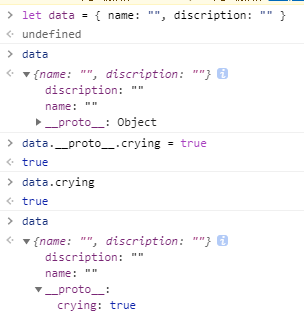 > let data = { name: "", discription: "" }
< undefined
> data
< ▼ {name: "", discription: ""} i
discription: ""
name: ""
▶ __proto__: Object
> data.__proto__.crying = true
< true
> data.crying
< true
> data
< ▼ {name: "", discription: ""} i
discription: ""
name: ""
▼ __proto__:
crying: true